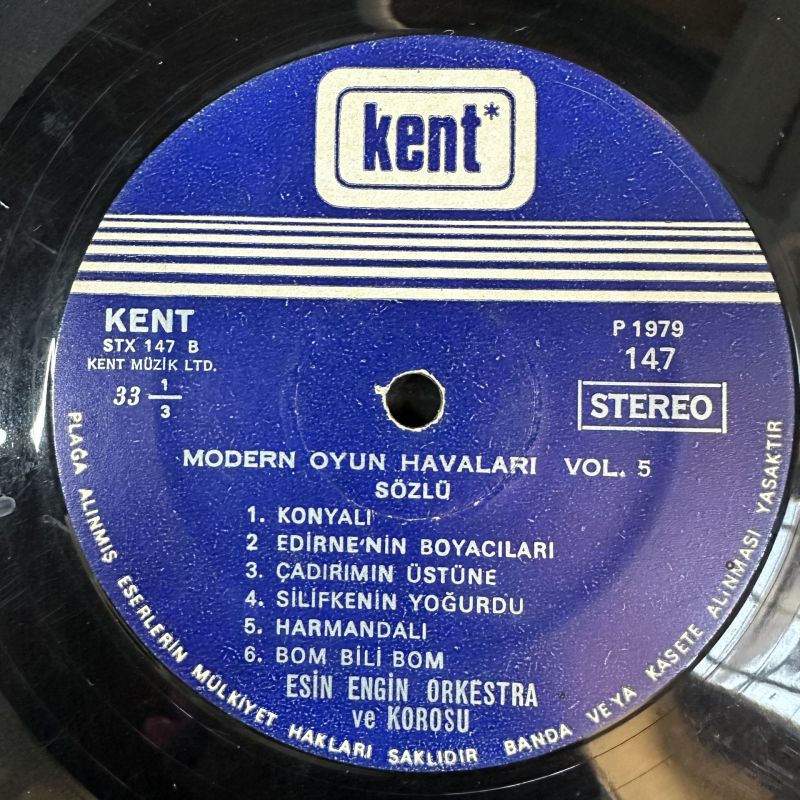 kent*
KENT
STX 147 B
KENT MÜZİK LTD.
33 1/3
P 1979
147
STEREO
MODERN OYUN HAVALARI VOL. 5
SÖZLÜ
1. KONYALI
2 EDİRNE'NİN BOYACILARI
3. ÇADIRIMIN ÜSTÜNE
4. SİLİFKENİN YOĞURDU
5. HARMANDALI
6. BOM BİLİ BOM
ESİN ENGİN ORKESTRA
ve KOROSU
PLAĞA ALINMIŞ ESERLERİN MÜLKİYET HAKLARI SAKLIDIR BANDA VEYA KASETE ALINMASI YASAKTIR